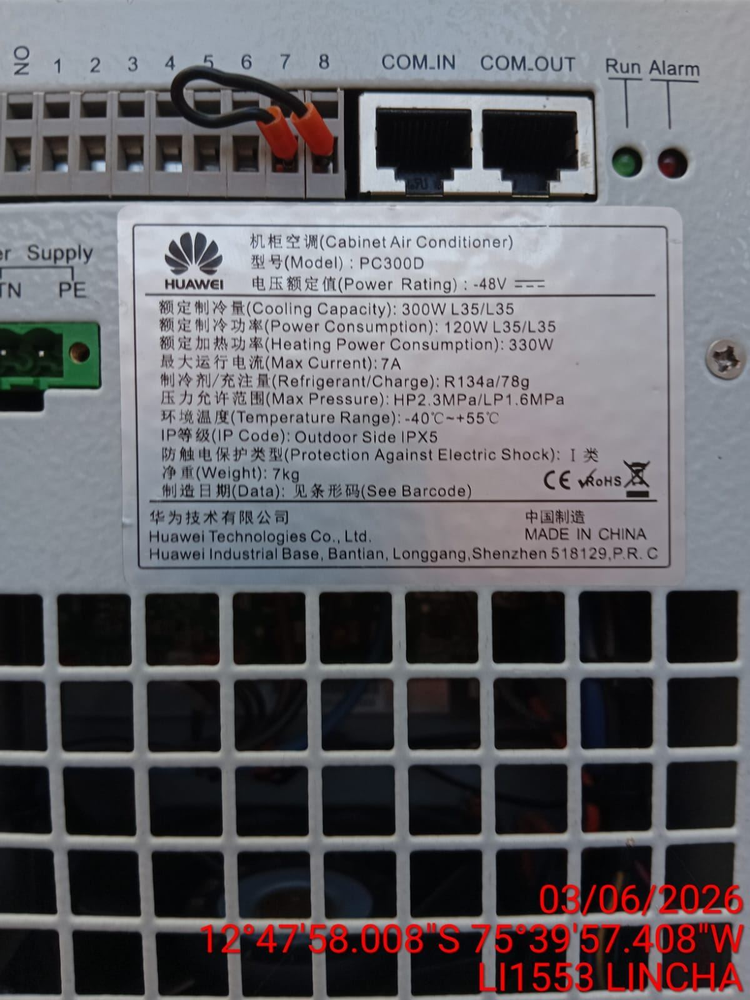 NO 1 2 3 4 5 6 7 8 COM_IN COM_OUT Run Alarm
Supply
PE
HUAWEI
机柜空调(Cabinet Air Conditioner)
型号(Model) : PC300D
电压额定值(Power Rating) : -48V
额定制冷量(Cooling Capacity): 300W L35/L35
额定制冷功率(Power Consumption): 120W L35/L35
额定加热功率(Heating Power Consumption): 330W
最大运行电流(Max Current): 7A
制冷剂/充注量(Refrigerant/Charge): R134a/78g
压力允许范围(Max Pressure): HP2.3MPa/LP1.6MPa
环境温度(Temperature Range): -40℃~+55℃
IP等级(IP Code): Outdoor Side IPX5
防触电保护类型(Protection Against Electric Shock): I 类
净重(Weight): 7kg
CE RoHS
制造日期(Data): 见条形码(See Barcode)
华为技术有限公司 中国制造
Huawei Technologies Co., Ltd. MADE IN CHINA
Huawei Industrial Base, Bantian, Longgang,Shenzhen 518129,P.R. C
03/06/2026
12°47'58.008"S 75°39'57.408"W
LI1553 LINCHA